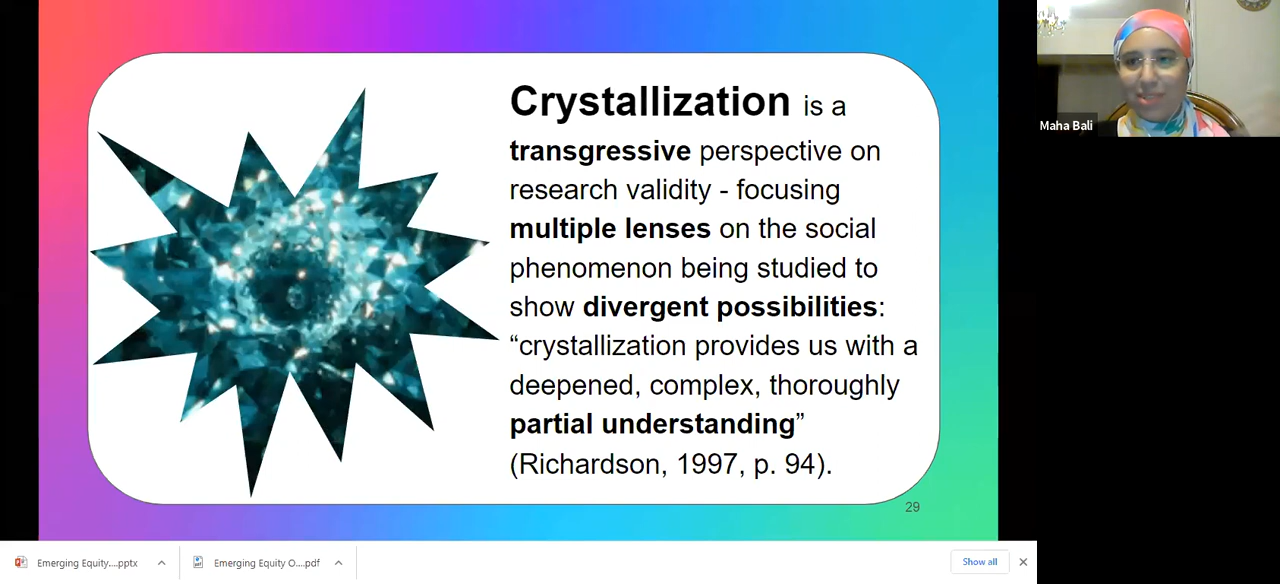 Crystallization is a
transgressive perspective on
research validity - focusing
multiple lenses on the social
phenomenon being studied to
show divergent possibilities:
“crystallization provides us with a
deepened, complex, thoroughly
partial understanding”
(Richardson, 1997, p. 94).
29
Maha Bali
Emerging Equity....pptx
Emerging Equity O....pdf
Show all